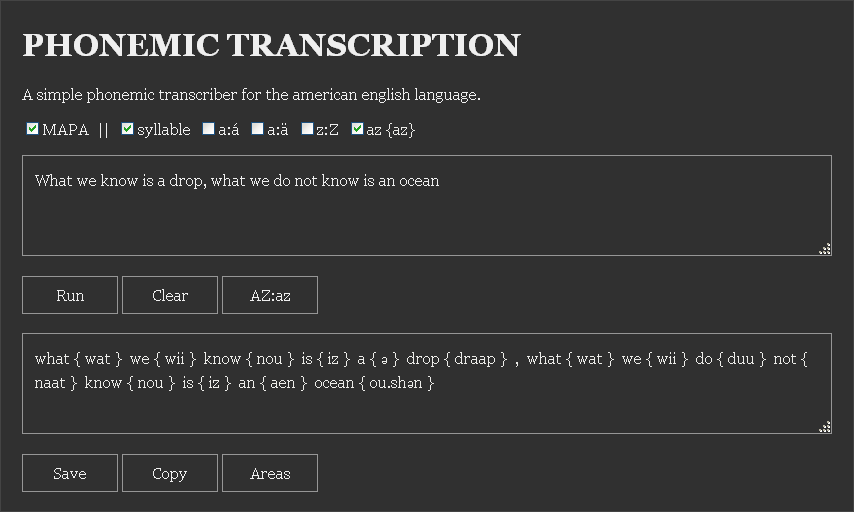 PHONEMIC TRANSCRIPTION
A simple phonemic transcriber for the american english language.
MAPA || syllable a:á a:ä z:Z az {az}
What we know is a drop, what we do not know is an ocean
Run Clear AZ:az
what { wat } we { wii } know { nou } is { iz } a { ə } drop { draap } , what { wat } we { wii } do { duu } not {
naat } know { nou } is { iz } an { aen } ocean { ou.shən }
Save Copy Areas